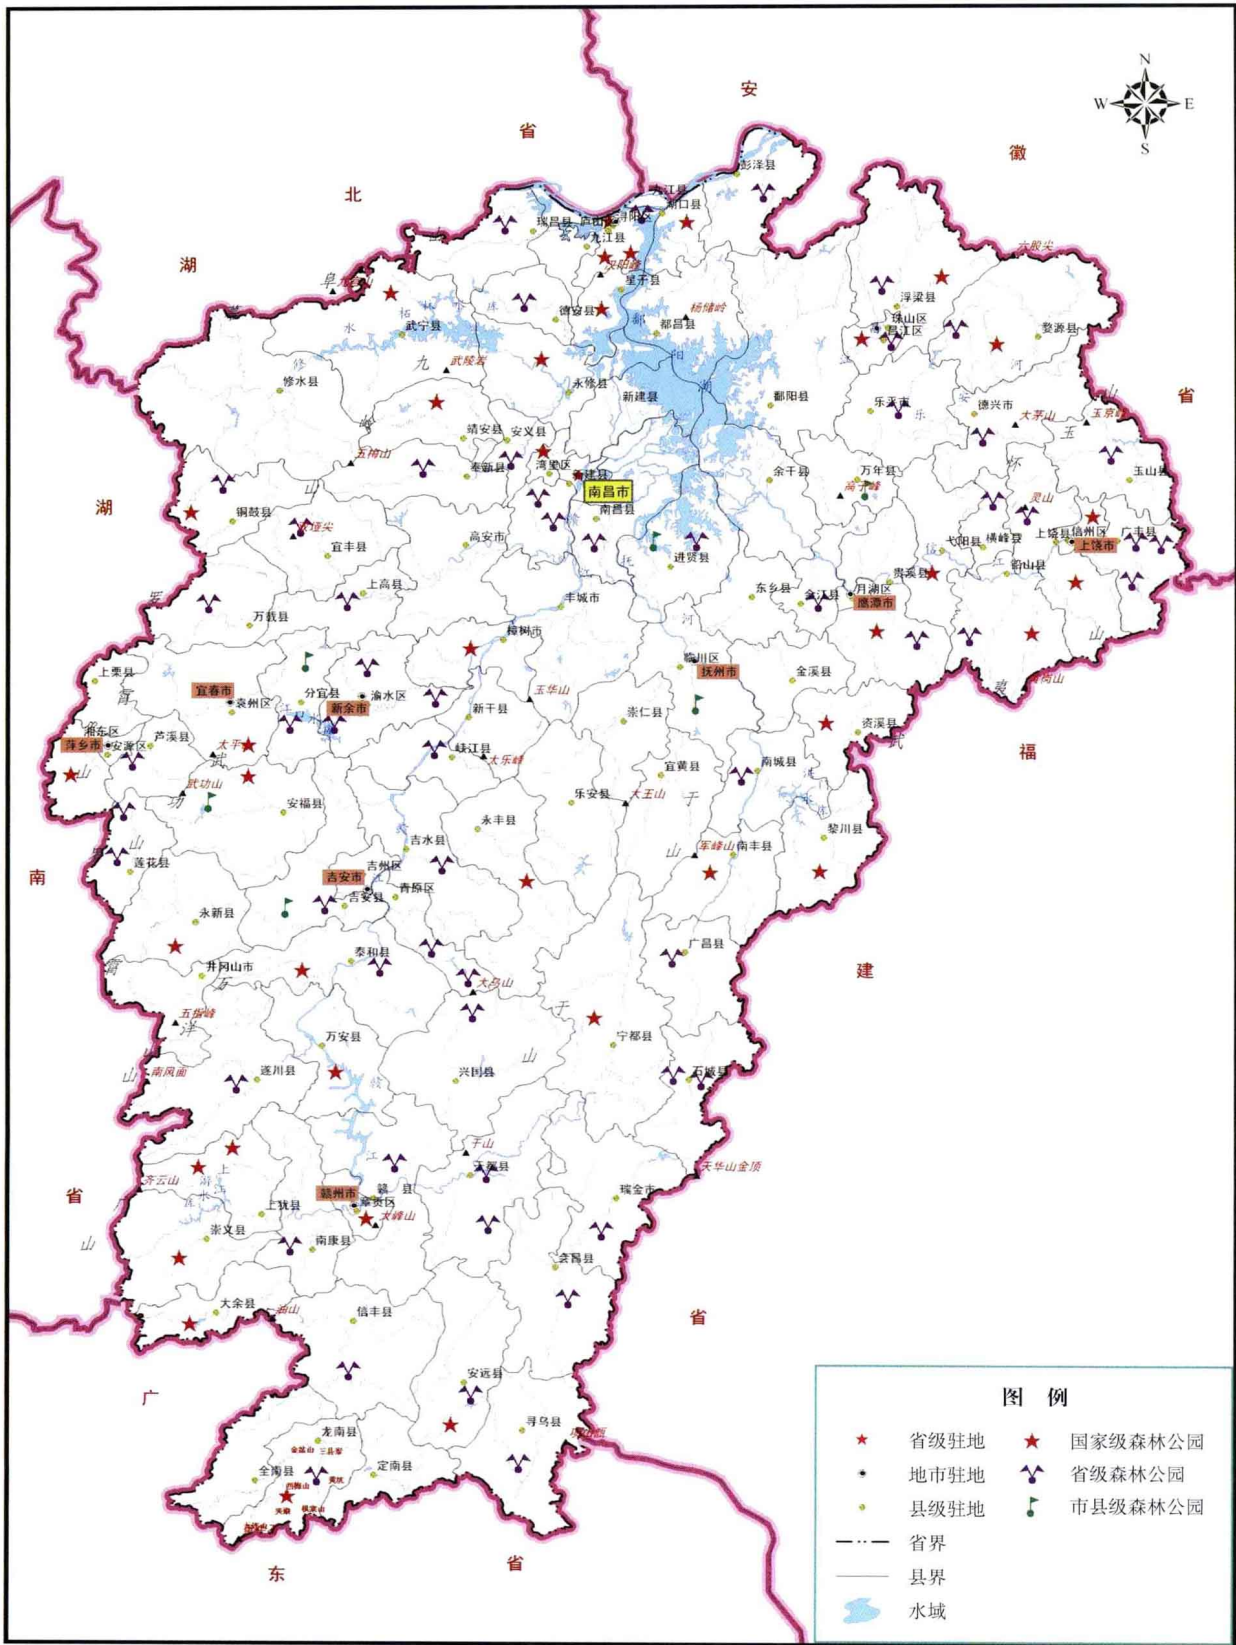 N
W
E
S
安
省
徽
北
湖
湖
南
省
省
福
建
省
广
东
省
彭泽县
湖口县
瑞昌县
浔阳区
九江县
星子县
德安县
都昌县
杨储岭
武宁县
武陵岩
修水县
永修县
新建县
鄱阳县
浮梁县
珠山区
昌江区
婺源县
六股尖
乐平市
德兴市
大茅山
玉京峰
玉山县
靖安县
安义县
五梅山
奉新县
湾里区
南昌市
南昌县
余干县
万年县
灵山
铜鼓县
宜丰县
高安市
进贤县
弋阳县
横峰县
上饶县
信州区
上饶市
广丰县
铅山县
贵溪县
月湖区
鹰潭市
东乡县
余江县
上高县
万载县
丰城市
樟树市
临川区
抚州市
金溪县
上栗县
宜春市
袁州区
分宜县
渝水区
新余市
新干县
玉华山
崇仁县
资溪县
湘东区
萍乡市
安源区
芦溪县
武功山
峡江县
大乐峰
宜黄县
南城县
安福县
乐安县
大王山
永丰县
黎川县
吉水县
军峰山
南丰县
莲花县
吉州区
吉安市
吉安县
青原区
永新县
广昌县
泰和县
井冈山市
大乌山
五指峰
万安县
宁都县
南风面
遂川县
兴国县
石城县
齐云山
于山
于都县
天华山金顶
赣州市
赣县
章贡区
瑞金市
上犹县
崇义县
南康县
会昌县
大余县
油山
信丰县
安远县
寻乌县
龙南县
全南县
定南县
图例
省级驻地
国家级森林公园
地市驻地
省级森林公园
县级驻地
市县级森林公园
省界
县界
水域